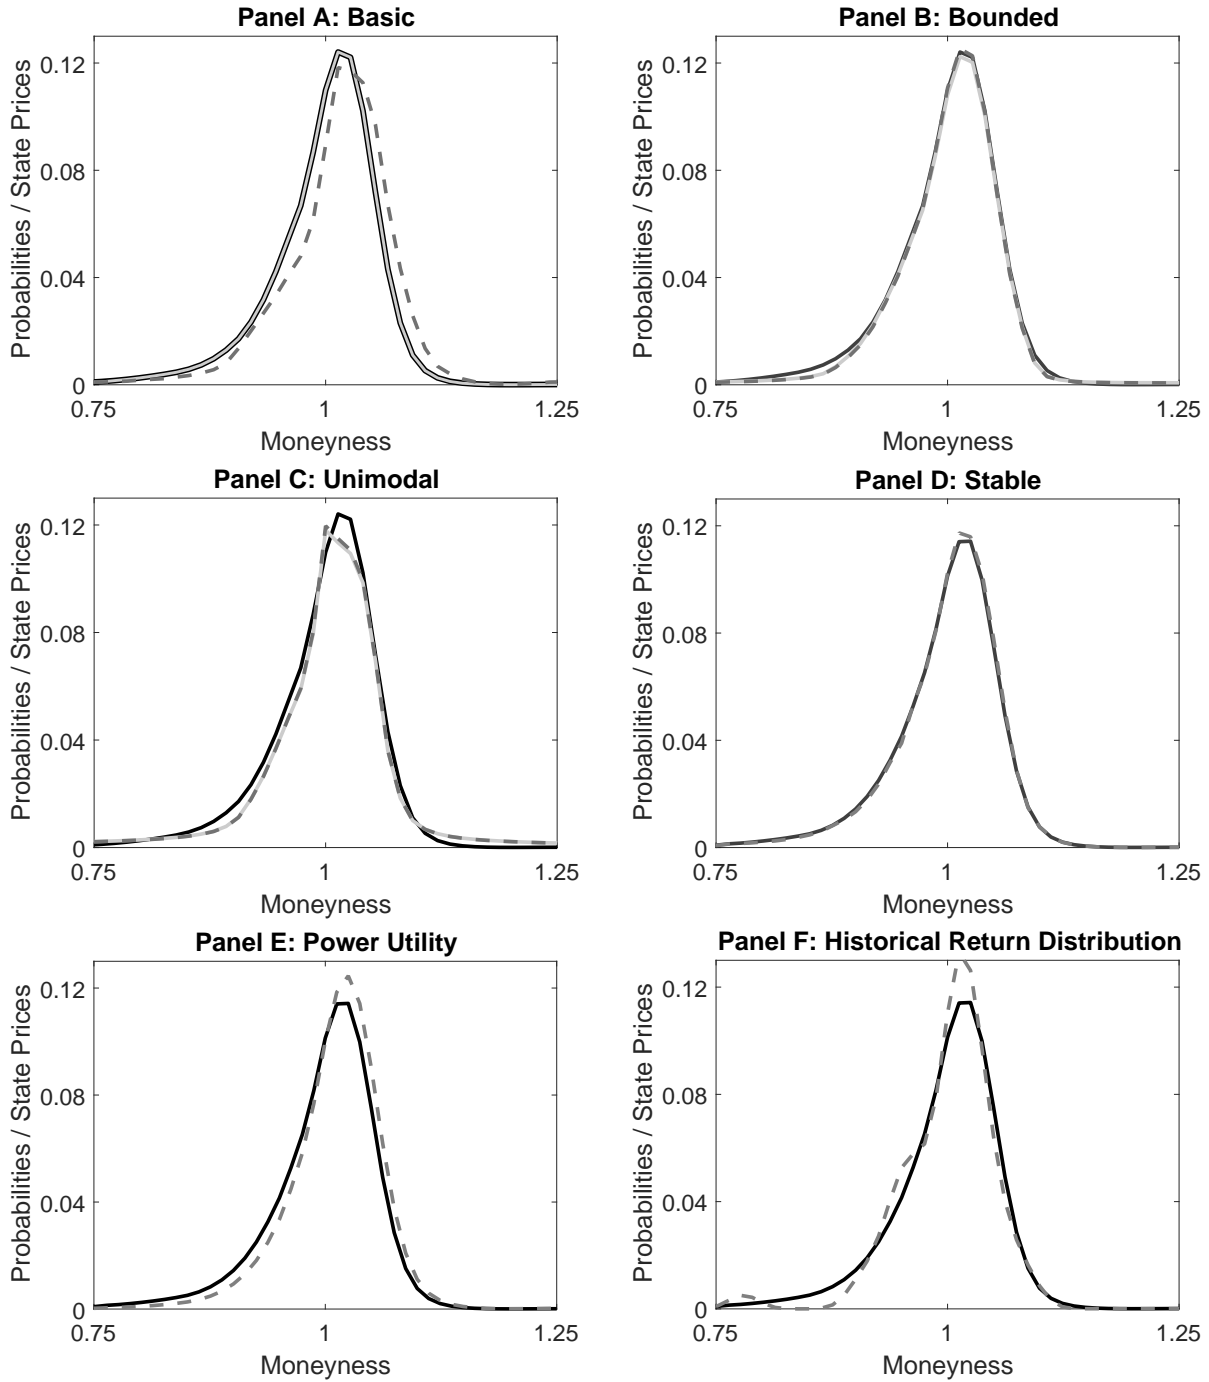 Panel A: Basic
Probabilities / State Prices
0.12
0.08
0.04
0
0.75
1
1.25
Moneyness
Panel B: Bounded
Probabilities / State Prices
0.12
0.08
0.04
0
0.75
1
1.25
Moneyness
Panel C: Unimodal
Probabilities / State Prices
0.12
0.08
0.04
0
0.75
1
1.25
Moneyness
Panel D: Stable
Probabilities / State Prices
0.12
0.08
0.04
0
0.75
1
1.25
Moneyness
Panel E: Power Utility
Probabilities / State Prices
0.12
0.08
0.04
0
0.75
1
1.25
Moneyness
Panel F: Historical Return Distribution
Probabilities / State Prices
0.12
0.08
0.04
0
0.75
1
1.25
Moneyness